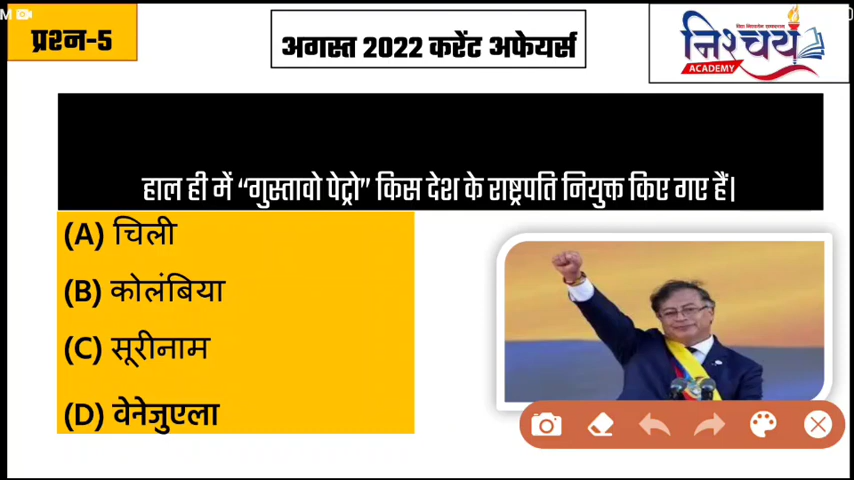 M
प्रश्न-5
अगस्त 2022 करेंट अफेयर्स
निश्चय
ACADEMY
हाल ही में “गुस्तावो पेट्रो” किस देश के राष्ट्रपति नियुक्त किए गए हैं।
(A) चिली
(B) कोलंबिया
(C) सूरीनाम
(D) वेनेजुएला